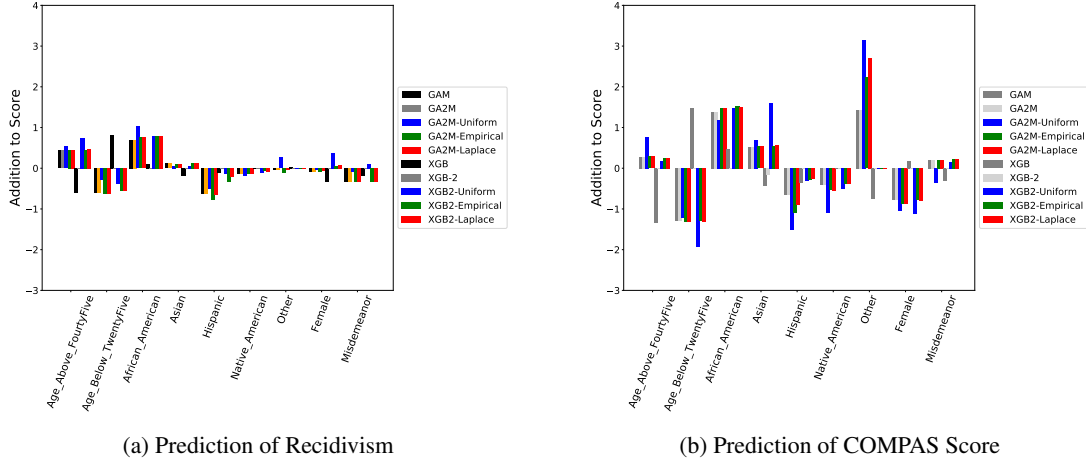 4
3
2
1
0
−1
−2
−3
Addition to Score
Age_Above_FourtyFive
Age_Below_TwentyFive
African_American
Asian
Hispanic
Native_American
Other
Female
Misdemeanor
GAM
GA2M
GA2M-Uniform
GA2M-Empirical
GA2M-Laplace
XGB
XGB-2
XGB2-Uniform
XGB2-Empirical
XGB2-Laplace
(a) Prediction of Recidivism
4
3
2
1
0
−1
−2
−3
Addition to Score
Age_Above_FourtyFive
Age_Below_TwentyFive
African_American
Asian
Hispanic
Native_American
Other
Female
Misdemeanor
GAM
GA2M
GA2M-Uniform
GA2M-Empirical
GA2M-Laplace
XGB
XGB-2
XGB2-Uniform
XGB2-Empirical
XGB2-Laplace
(b) Prediction of COMPAS Score